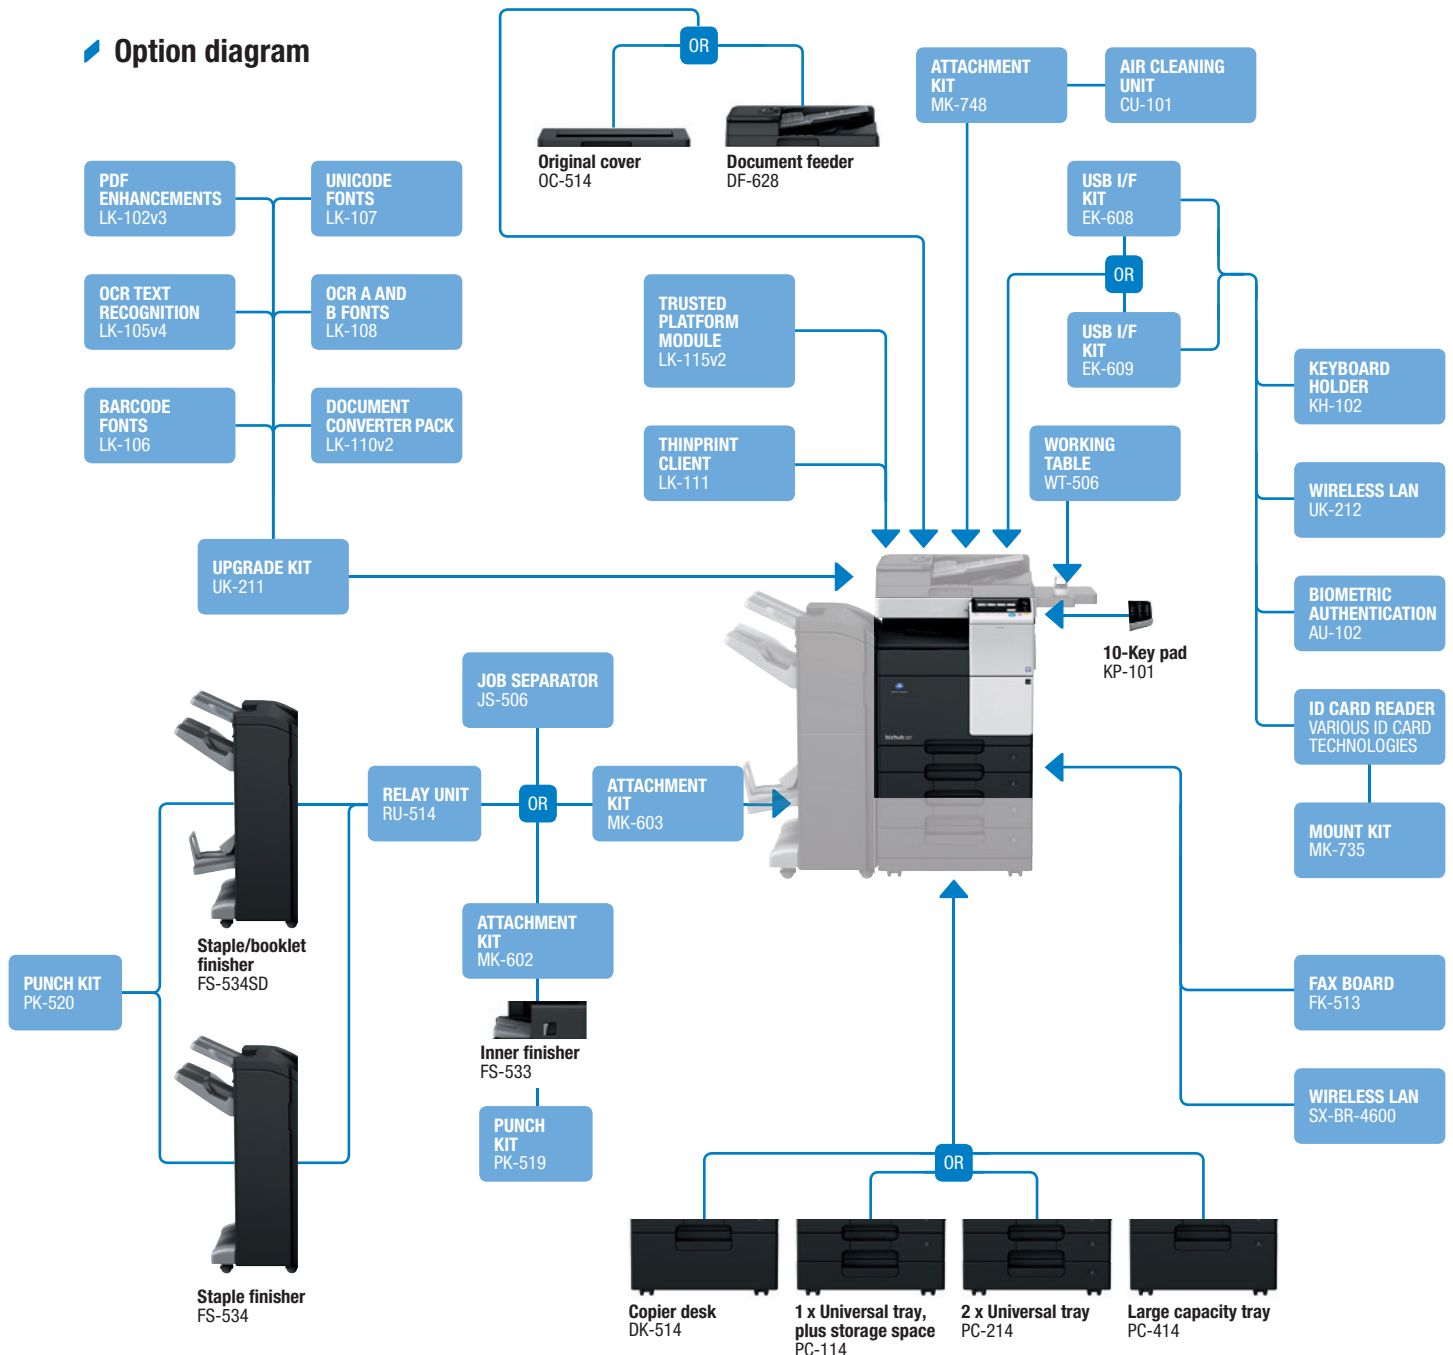 Option diagram
OR
Original cover
OC-514
Document feeder
DF-628
ATTACHMENT
KIT
MK-748
AIR CLEANING
UNIT
CU-101
PDF
ENHANCEMENTS
LK-102v3
UNICODE
FONTS
LK-107
OCR TEXT
RECOGNITION
LK-105v4
OCR A AND
B FONTS
LK-108
BARCODE
FONTS
LK-106
DOCUMENT
CONVERTER PACK
LK-110v2
UPGRADE KIT
UK-211
TRUSTED
PLATFORM
MODULE
LK-115v2
THINPRINT
CLIENT
LK-111
USB I/F
KIT
EK-608
OR
USB I/F
KIT
EK-609
WORKING
TABLE
WT-506
KEYBOARD
HOLDER
KH-102
WIRELESS LAN
UK-212
BIOMETRIC
AUTHENTICATION
AU-102
ID CARD READER
VARIOUS ID CARD
TECHNOLOGIES
MOUNT KIT
MK-735
10-Key pad
KP-101
bizhub
JOB SEPARATOR
JS-506
RELAY UNIT
RU-514
OR
ATTACHMENT
KIT
MK-603
ATTACHMENT
KIT
MK-602
Inner finisher
FS-533
PUNCH
KIT
PK-519
Staple/booklet
finisher
FS-534SD
PUNCH KIT
PK-520
Staple finisher
FS-534
FAX BOARD
FK-513
WIRELESS LAN
SX-BR-4600
OR
Copier desk
DK-514
1 x Universal tray,
plus storage space
PC-114
2 x Universal tray
PC-214
Large capacity tray
PC-414